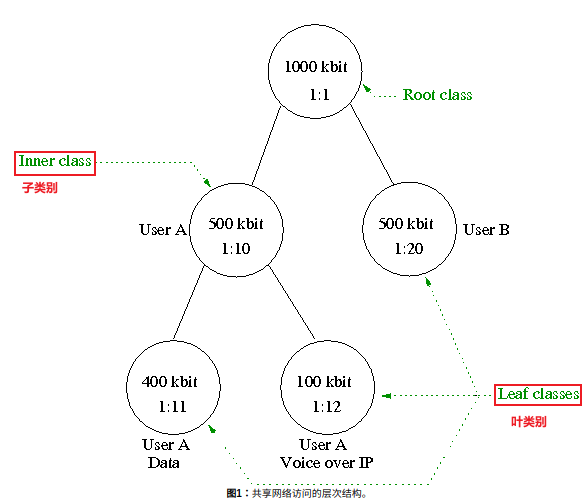 1000 kbit
1:1
Root class
Inner class
子类别
User A
500 kbit
1:10
500 kbit
1:20
User B
400 kbit
1:11
100 kbit
1:12
Leaf classes
叶类别
User A
Data
User A
Voice over IP
图1：共享网络访问的层次结构。